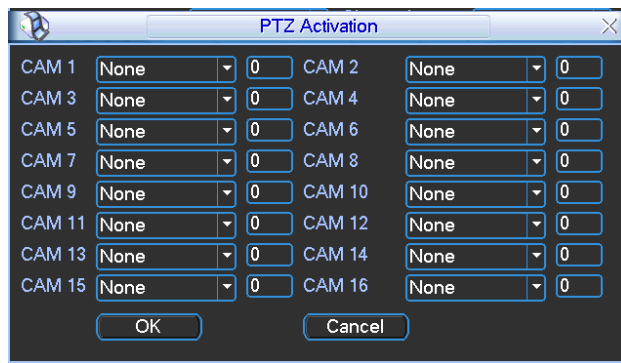 PTZ Activation
CAM 1 None 0 CAM 2 None 0
CAM 3 None 0 CAM 4 None 0
CAM 5 None 0 CAM 6 None 0
CAM 7 None 0 CAM 8 None 0
CAM 9 None 0 CAM 10 None 0
CAM 11 None 0 CAM 12 None 0
CAM 13 None 0 CAM 14 None 0
CAM 15 None 0 CAM 16 None 0
OK Cancel